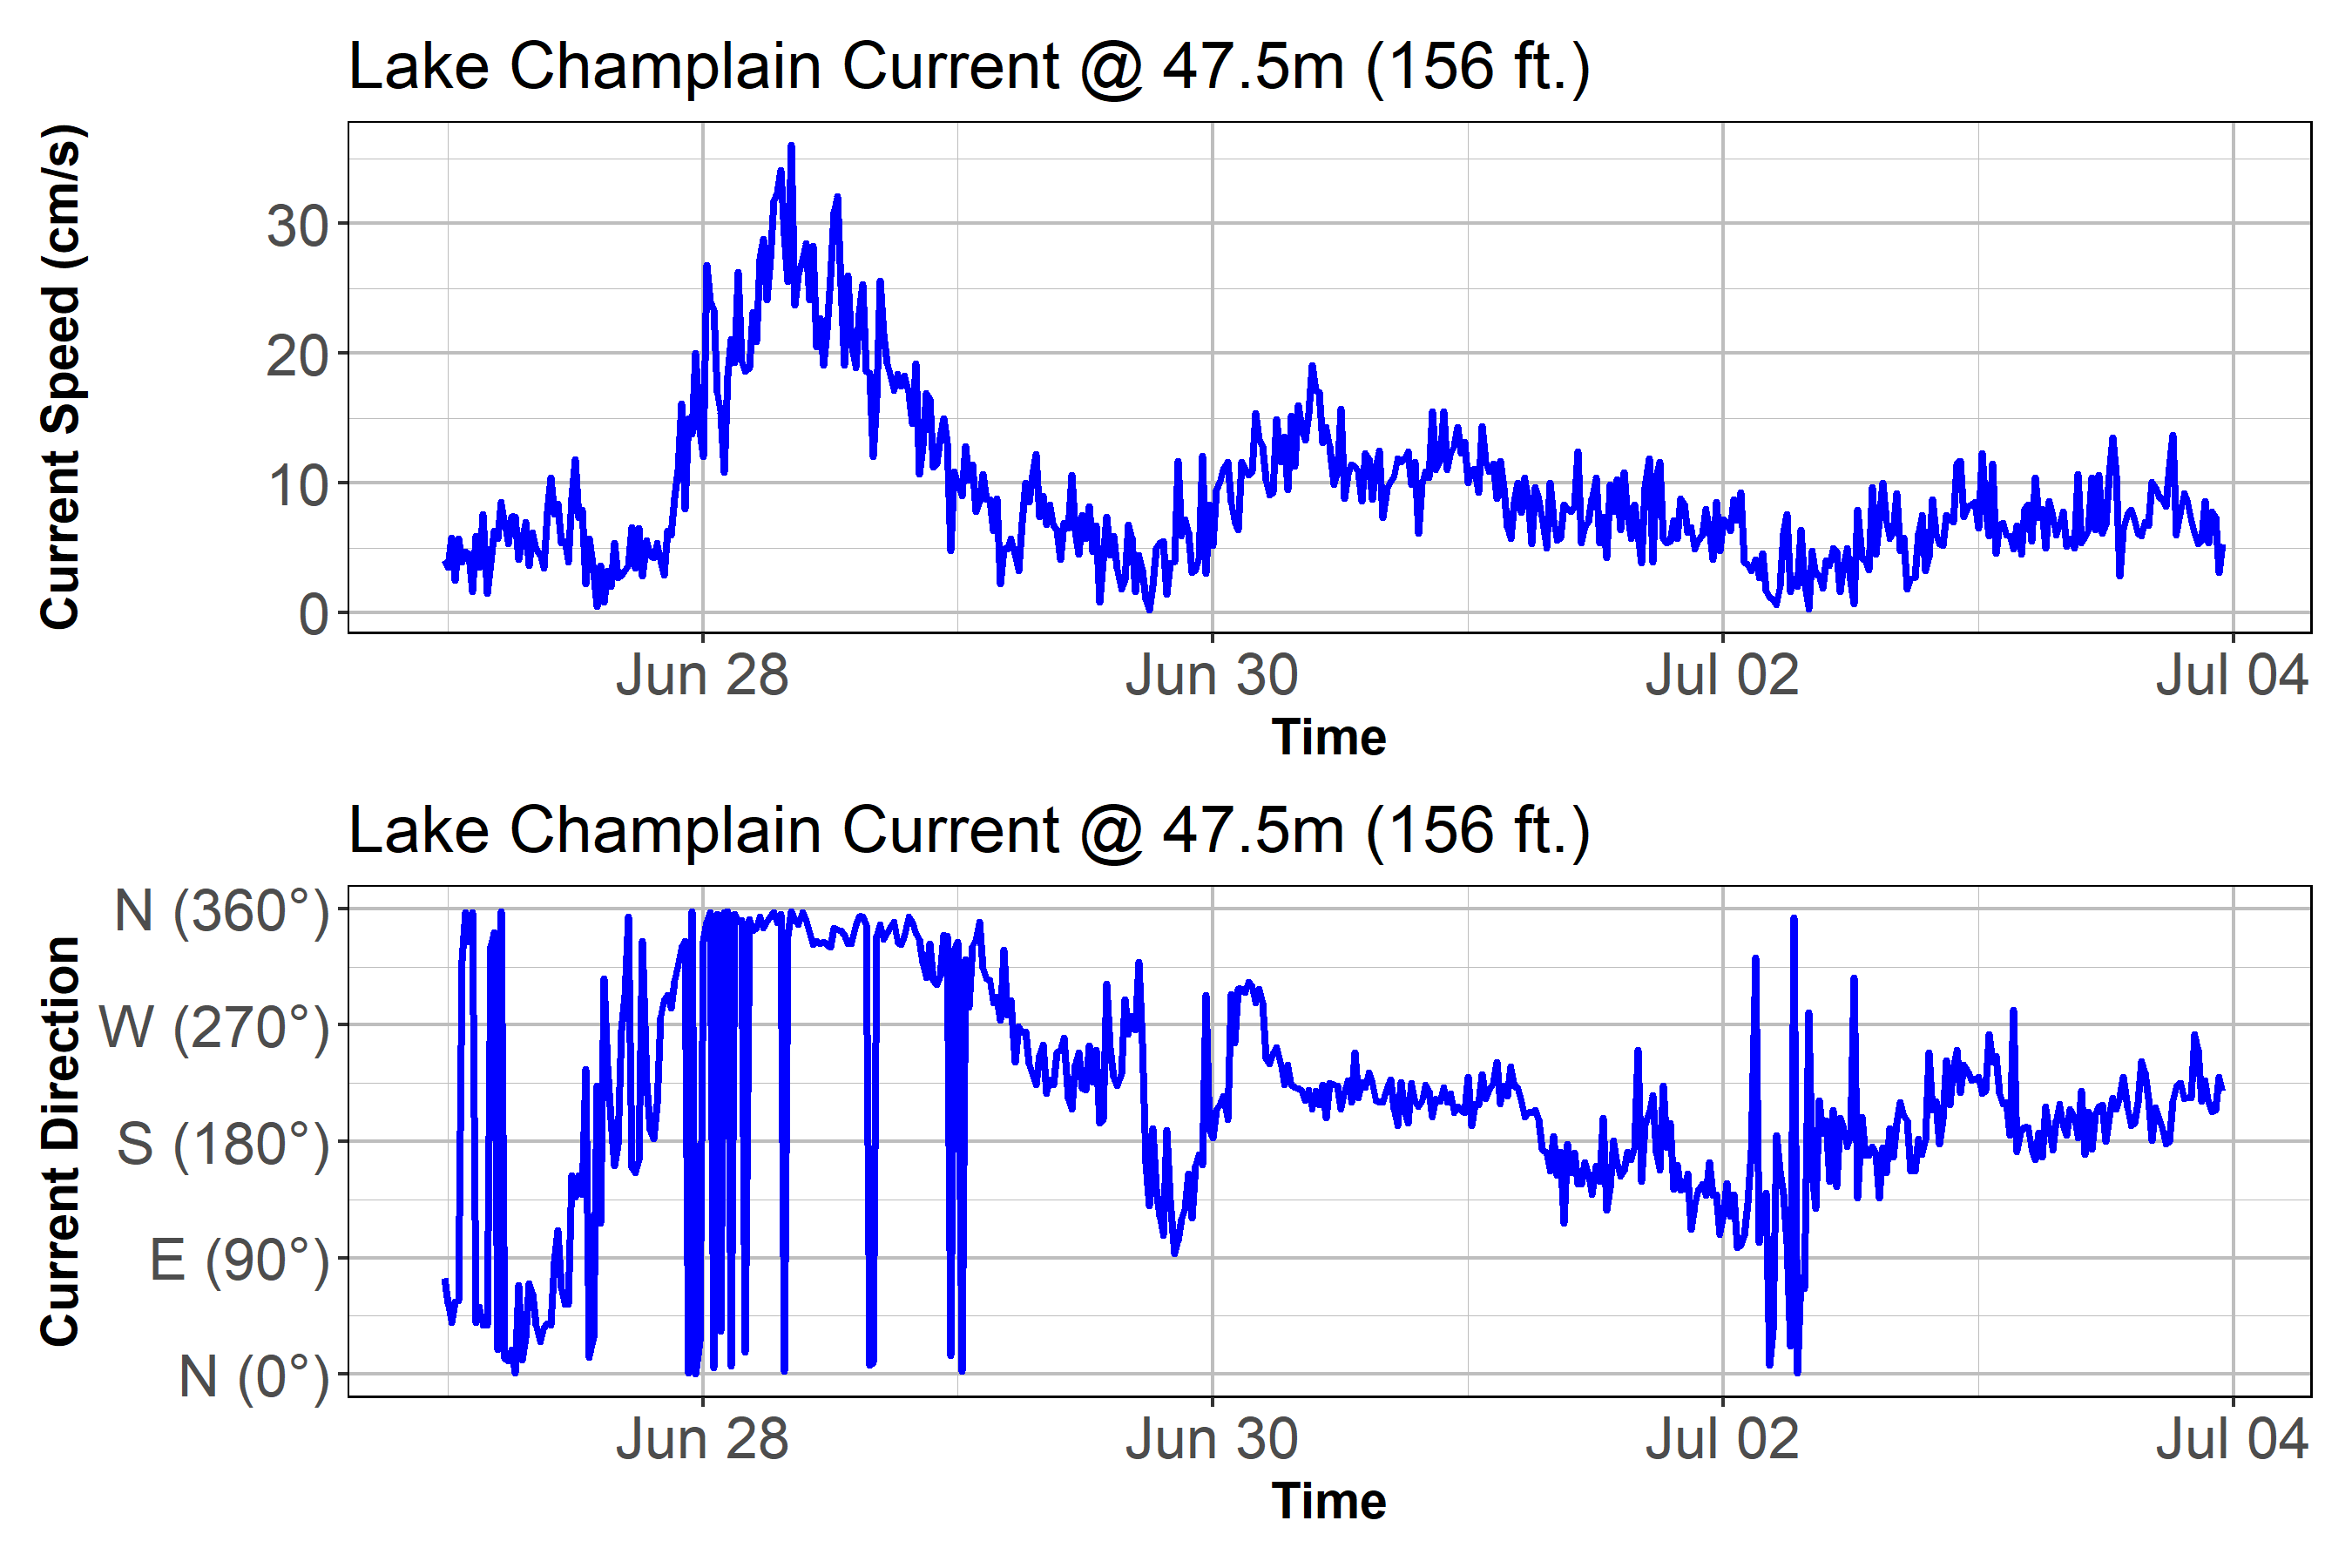 Lake Champlain Current @ 47.5m (156 ft.)
Current Speed (cm/s)
30
20
10
0
Jun 28 Jun 30 Jul 02 Jul 04
Time
Lake Champlain Current @ 47.5m (156 ft.)
Current Direction
N (360°)
W (270°)
S (180°)
E (90°)
N (0°)
Jun 28 Jun 30 Jul 02 Jul 04
Time